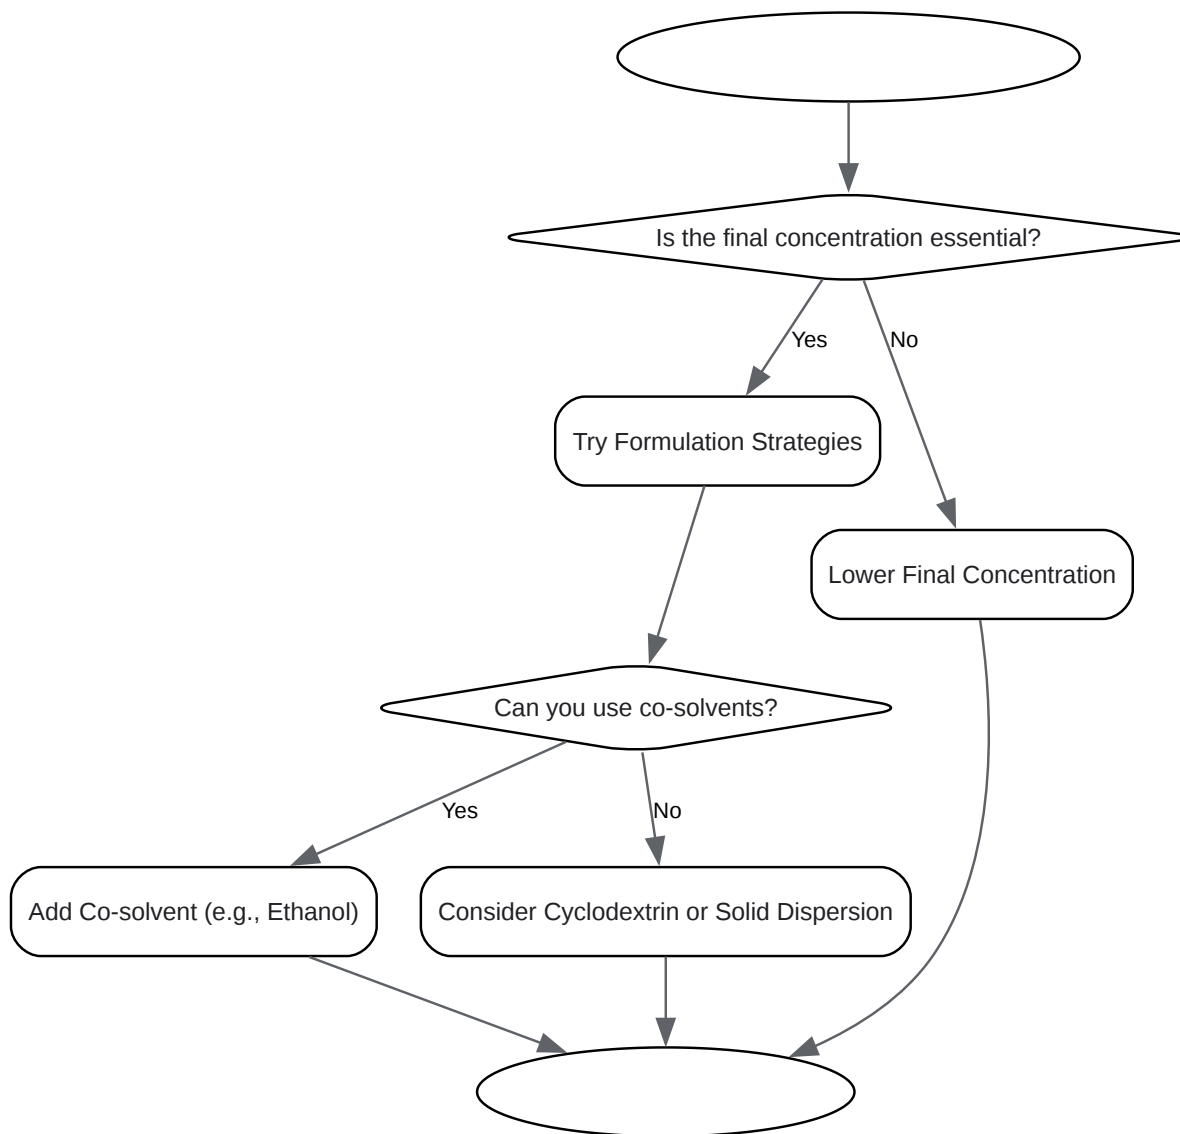 Is the final concentration essential?
Yes
No
Try Formulation Strategies
Lower Final Concentration
Can you use co-solvents?
Yes
No
Add Co-solvent (e.g., Ethanol)
Consider Cyclodextrin or Solid Dispersion